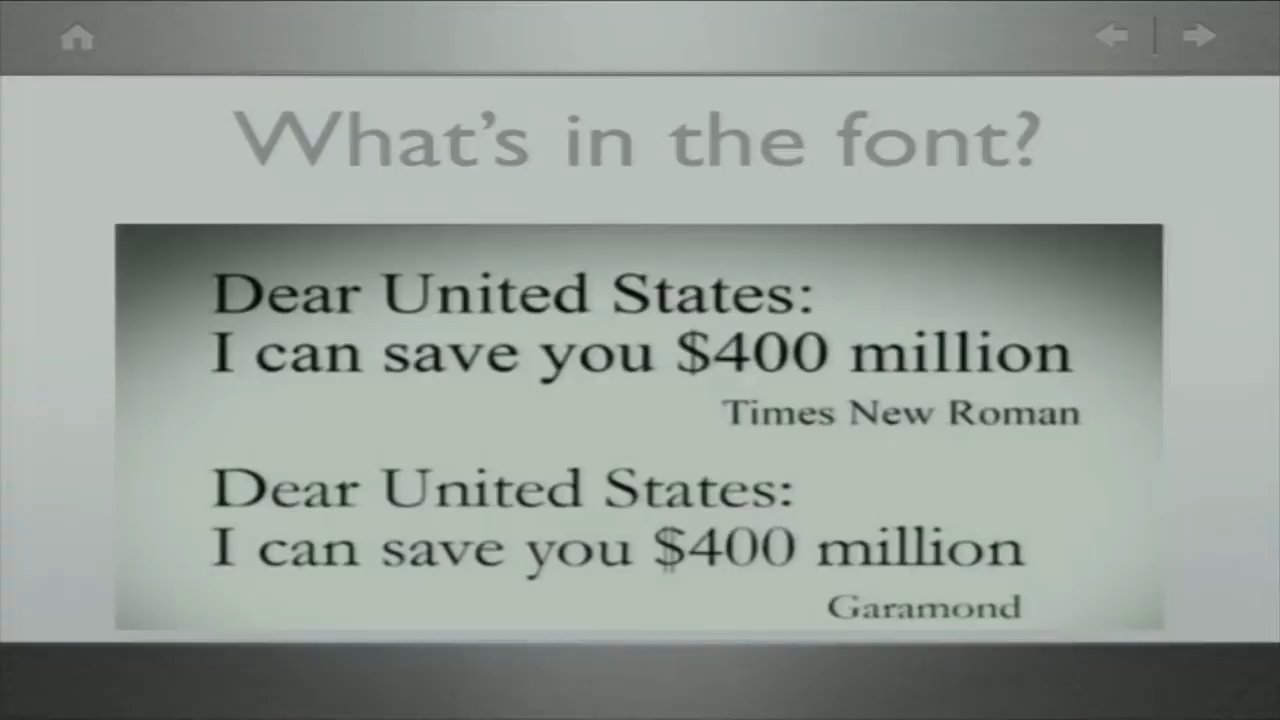 What's in the font?
Dear United States:
I can save you $400 million
Times New Roman
Dear United States:
I can save you $400 million
Garamond